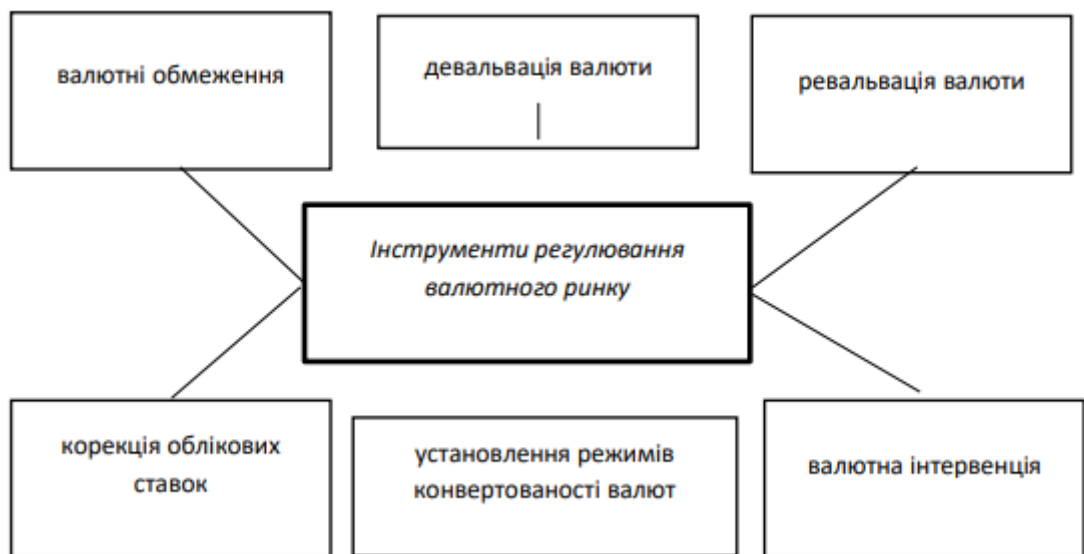 валютні обмеження
девальвація валюти
ревальвація валюти
Інструменти регулювання
валютного ринку
корекція облікових
ставок
установлення режимів
конвертованості валют
валютна інтервенція